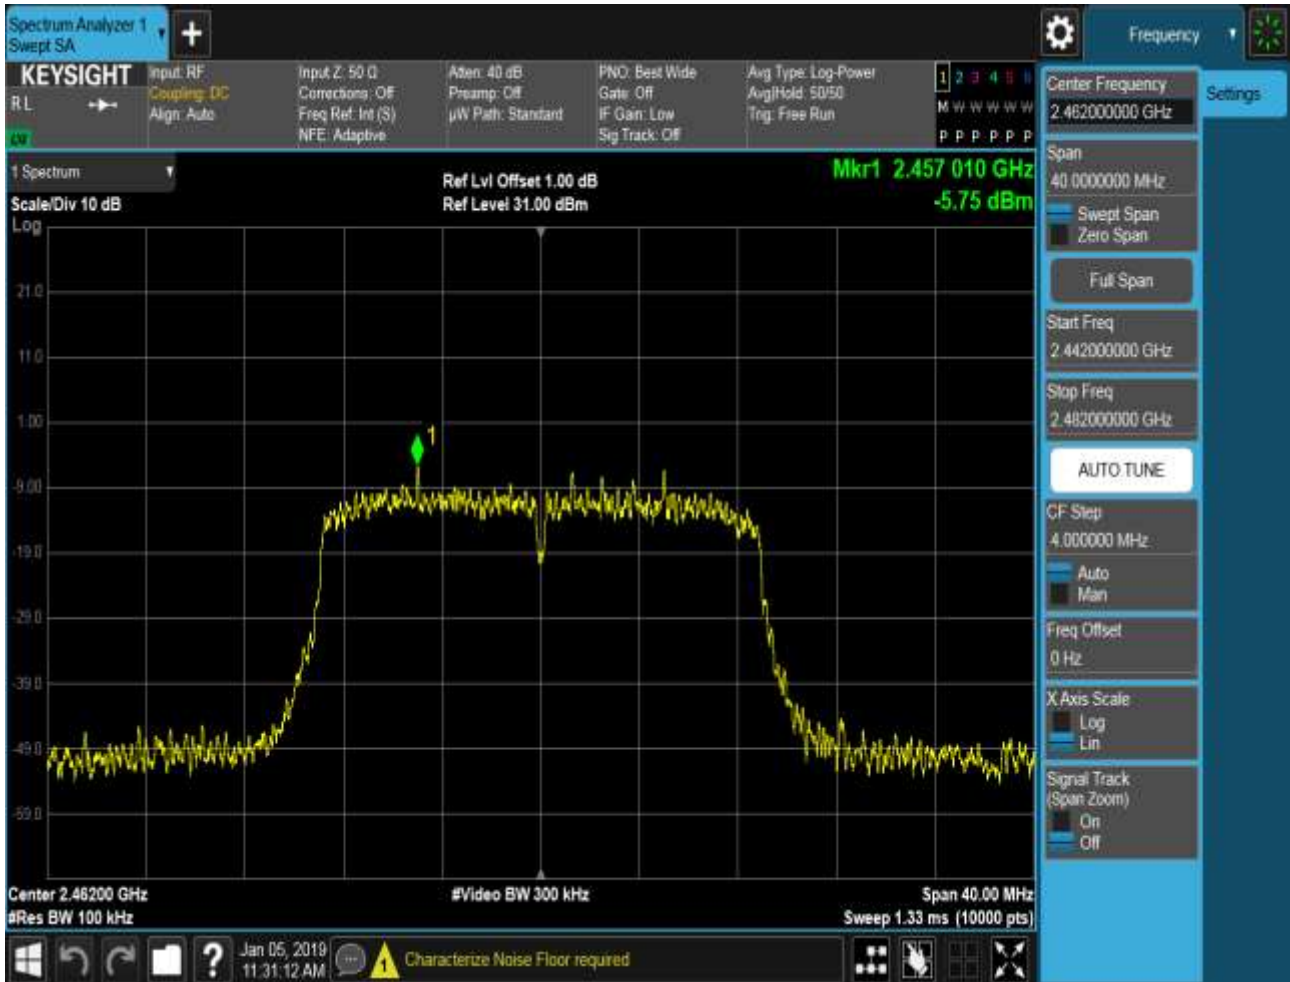 Spectrum Analyzer 1
Swept SA
Frequency
KEYSIGHT
R L
LW
Input: RF
Coupling: DC
Align: Auto
Input Z: 50 Ω
Corrections: Off
Freq Ref: Int (S)
NFE: Adaptive
Atten: 40 dB
Preamp: Off
µW Path: Standard
PNO: Best Wide
Gate: Off
IF Gain: Low
Sig Track: Off
Avg Type: Log-Power
Avg|Hold: 50/50
Trig: Free Run
1 2 3 4 5 6
M W W W W W
P P P P P P
1 Spectrum
Scale/Div 10 dB
Log
Ref Lvl Offset 1.00 dB
Ref Level 31.00 dBm
Mkr1 2.457 010 GHz
-5.75 dBm
21.0
11.0
1.00
-9.00
-19.0
-29.0
-39.0
-49.0
-59.0
1
Center 2.46200 GHz
#Res BW 100 kHz
#Video BW 300 kHz
Span 40.00 MHz
Sweep 1.33 ms (10000 pts)
Center Frequency
2.462000000 GHz
Settings
Span
40.0000000 MHz
Swept Span
Zero Span
Full Span
Start Freq
2.442000000 GHz
Stop Freq
2.482000000 GHz
AUTO TUNE
CF Step
4.000000 MHz
Auto
Man
Freq Offset
0 Hz
X Axis Scale
Log
Lin
Signal Track
(Span Zoom)
On
Off
?
Jan 05, 2019
11:31:12 AM
1
Characterize Noise Floor required